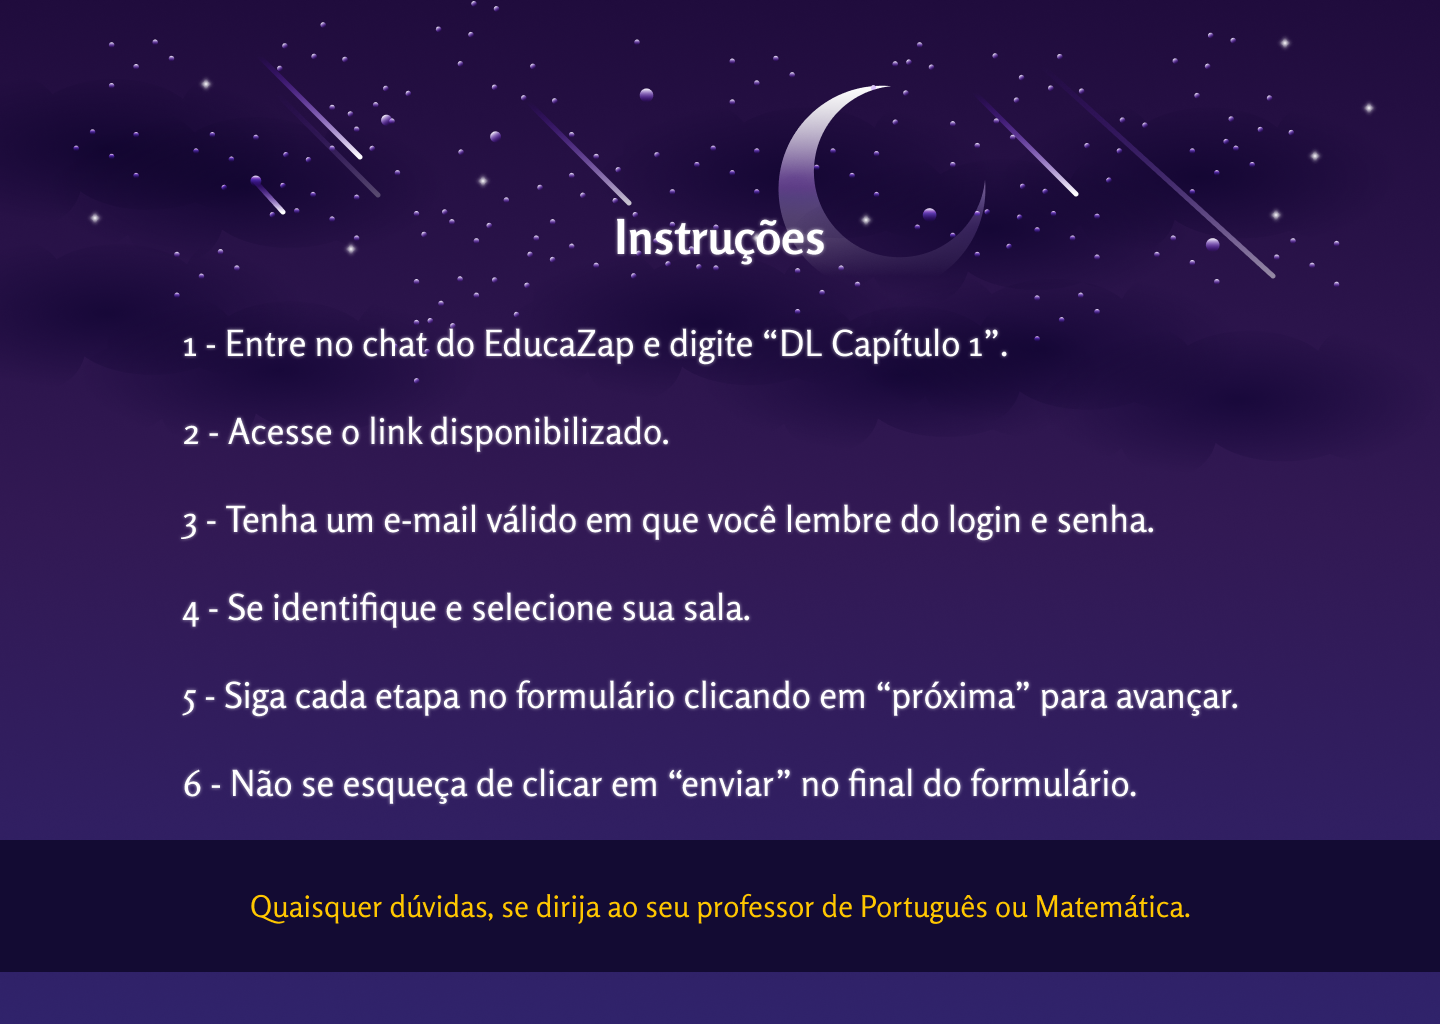 Instruções
1 - Entre no chat do EducaZap e digite “DL Capítulo 1”.
2 - Acesse o link disponibilizado.
3 - Tenha um e-mail válido em que você lembre do login e senha.
4 - Se identifique e selecione sua sala.
5 - Siga cada etapa no formulário clicando em “próxima” para avançar.
6 - Não se esqueça de clicar em “enviar” no final do formulário.
Quaisquer dúvidas, se dirija ao seu professor de Português ou Matemática.